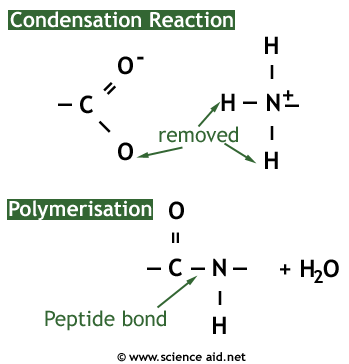 Condensation Reaction
H
O-
C
H N+
removed
O H
Polymerisation O
C N + H₂O
Peptide bond H
© www.science aid.net